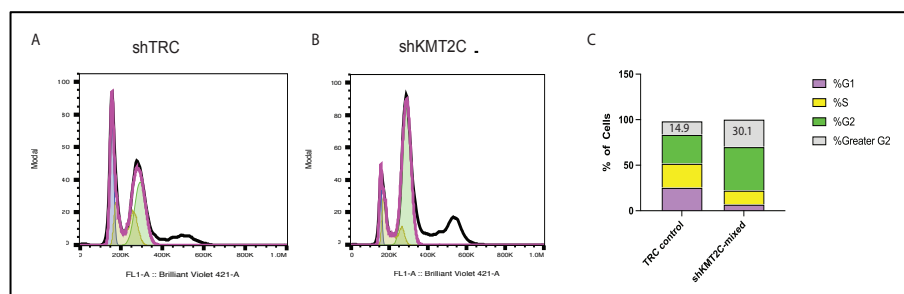 A
shTRC
B
shKMT2C -
C
100
80
60
40
20
0
Modal
0 200K 400K 600K 800K 1.0M
FL1-A :: Brilliant Violet 421-A
100
80
60
40
20
0
Modal
0 200K 400K 600K 800K 1.0M
FL1-A :: Brilliant Violet 421-A
150
100
50
0
% of Cells
14.9
30.1
TRC control
shKMT2C-mixed
%G1
%S
%G2
%Greater G2